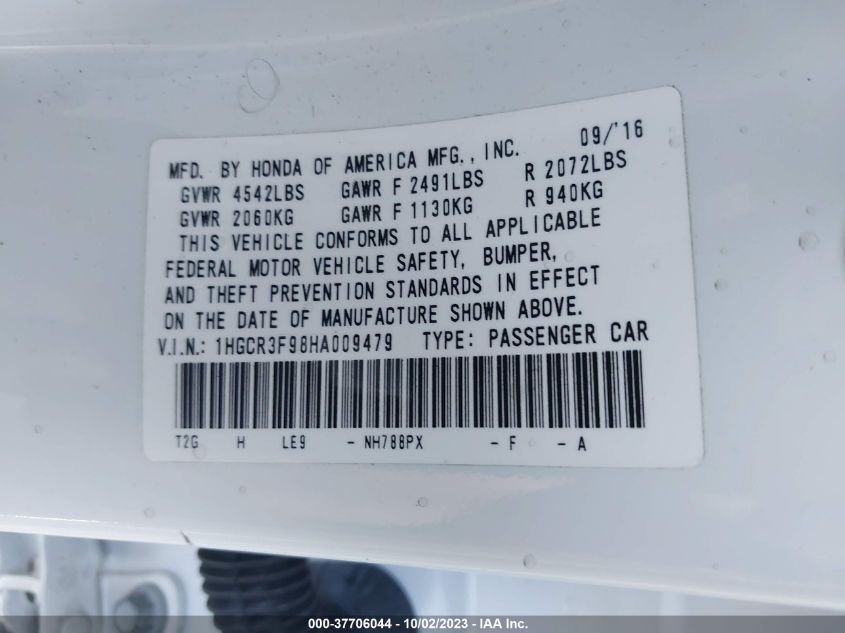 09/'16
MFD. BY HONDA OF AMERICA MFG., INC.
GVWR 4542LBS GAWR F 2491LBS R 2072LBS
GVWR 2060KG GAWR F 1130KG R 940KG
THIS VEHICLE CONFORMS TO ALL APPLICABLE
FEDERAL MOTOR VEHICLE SAFETY, BUMPER,
AND THEFT PREVENTION STANDARDS IN EFFECT
ON THE DATE OF MANUFACTURE SHOWN ABOVE.
V.I.N.: 1HGCR3F98HA009479 TYPE: PASSENGER CAR
T2G H LE9 - NH788PX - F - A
000-37706044 - 10/02/2023 - IAA Inc.